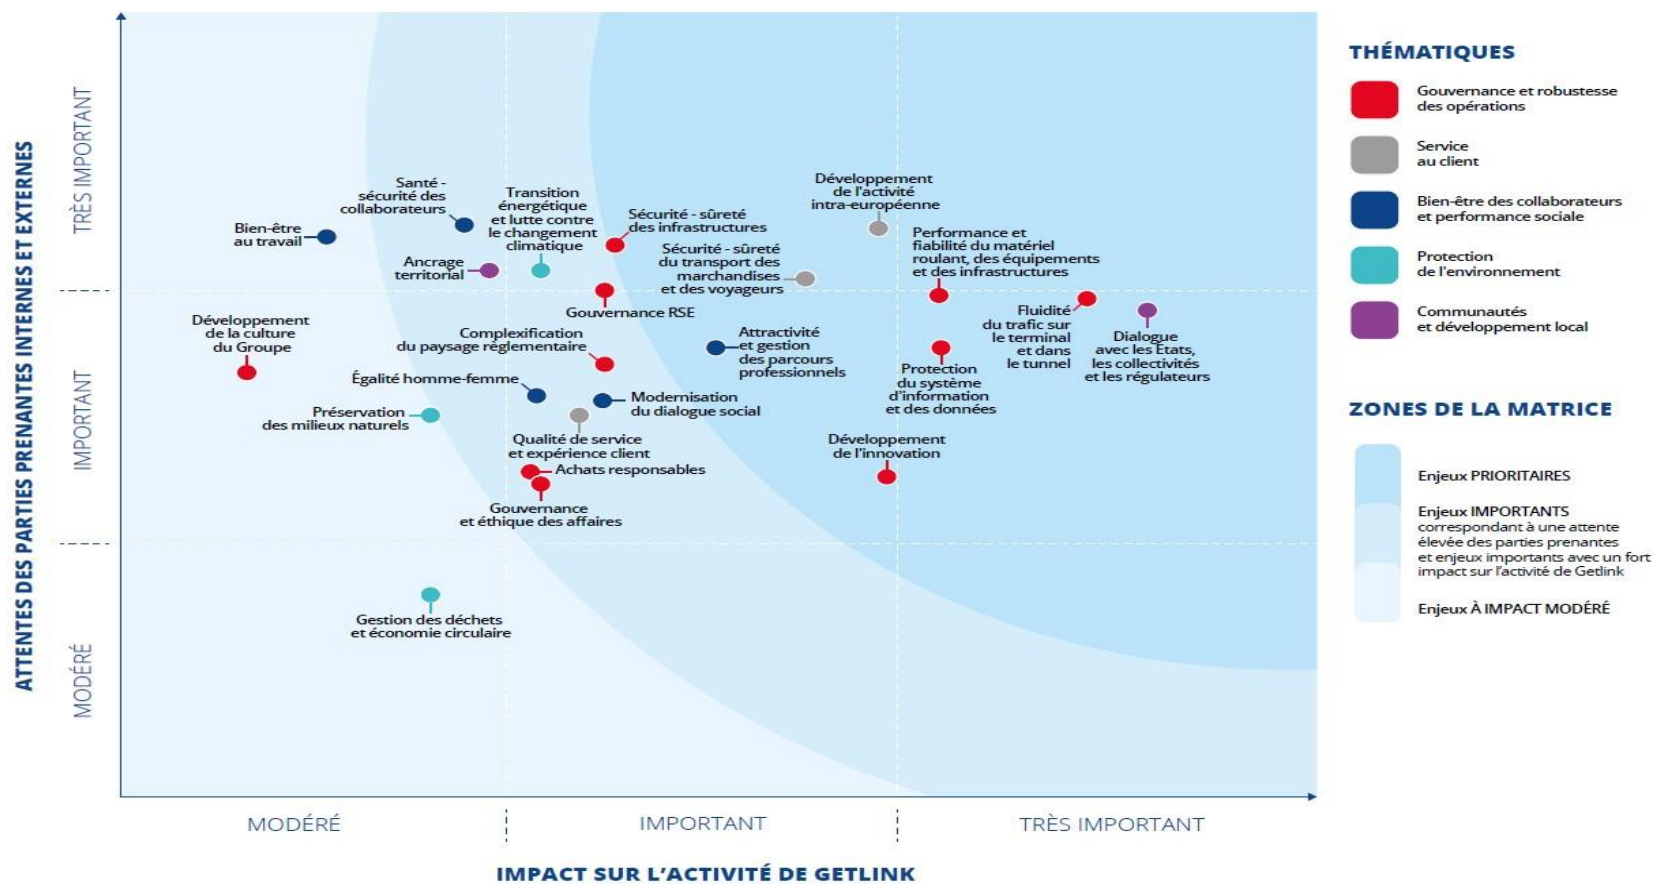 ATTENTES DES PARTIES PRENANTES INTERNES ET EXTERNES
TRÈS IMPORTANT
IMPORTANT
MODÉRÉ
Bien-être
au travail
Santé -
sécurité des
collaborateurs
Ancrage
territorial
Transition
énergétique
et lutte contre
le changement
climatique
Sécurité - sûreté
des infrastructures
Sécurité - sûreté
du transport des
marchandises
et des voyageurs
Développement
de l'activité
intra-européenne
Performance et
fiabilité du matériel
roulant, des équipements
et des infrastructures
Gouvernance RSE
Développement
de la culture
du Groupe
Complexification
du paysage réglementaire
Attractivité
et gestion
des parcours
professionnels
Fluidité
du trafic sur
le terminal
et dans
le tunnel
Dialogue
avec les États,
les collectivités
et les régulateurs
Protection
du système
d'information
et des données
Égalité homme-femme
Modernisation
du dialogue social
Préservation
des milieux naturels
Qualité de service
et expérience client
Développement
de l'innovation
Achats responsables
Gouvernance
et éthique des affaires
Gestion des déchets
et économie circulaire
MODÉRÉ
IMPORTANT
TRÈS IMPORTANT
IMPACT SUR L'ACTIVITÉ DE GETLINK
THÉMATIQUES
Gouvernance et robustesse
des opérations
Service
au client
Bien-être des collaborateurs
et performance sociale
Protection
de l'environnement
Communautés
et développement local
ZONES DE LA MATRICE
Enjeux PRIORITAIRES
Enjeux IMPORTANTS
correspondant à une attente
élevée des parties prenantes
et enjeux importants avec un fort
impact sur l'activité de Getlink
Enjeux À IMPACT MODÉRÉ